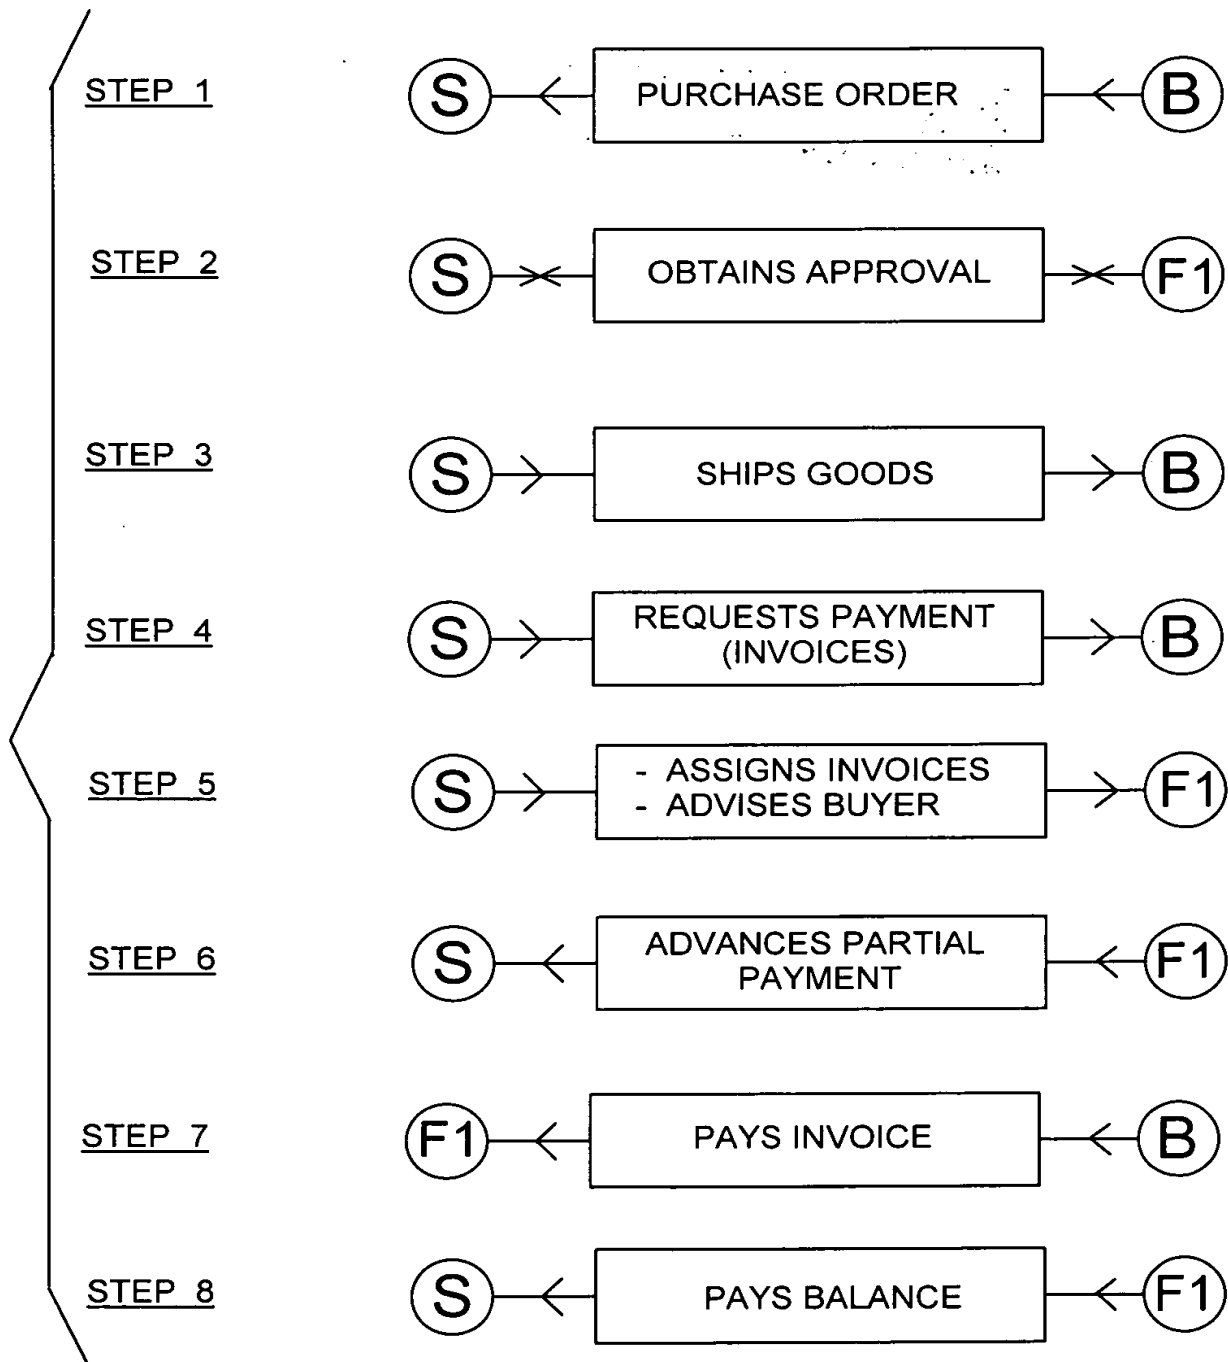 STEP 1 S PURCHASE ORDER B
STEP 2 S OBTAINS APPROVAL F1
STEP 3 S SHIPS GOODS B
STEP 4 S REQUESTS PAYMENT B
(INVOICES)
STEP 5 S - ASSIGNS INVOICES F1
- ADVISES BUYER
STEP 6 S ADVANCES PARTIAL F1
PAYMENT
STEP 7 F1 PAYS INVOICE B
STEP 8 S PAYS BALANCE F1